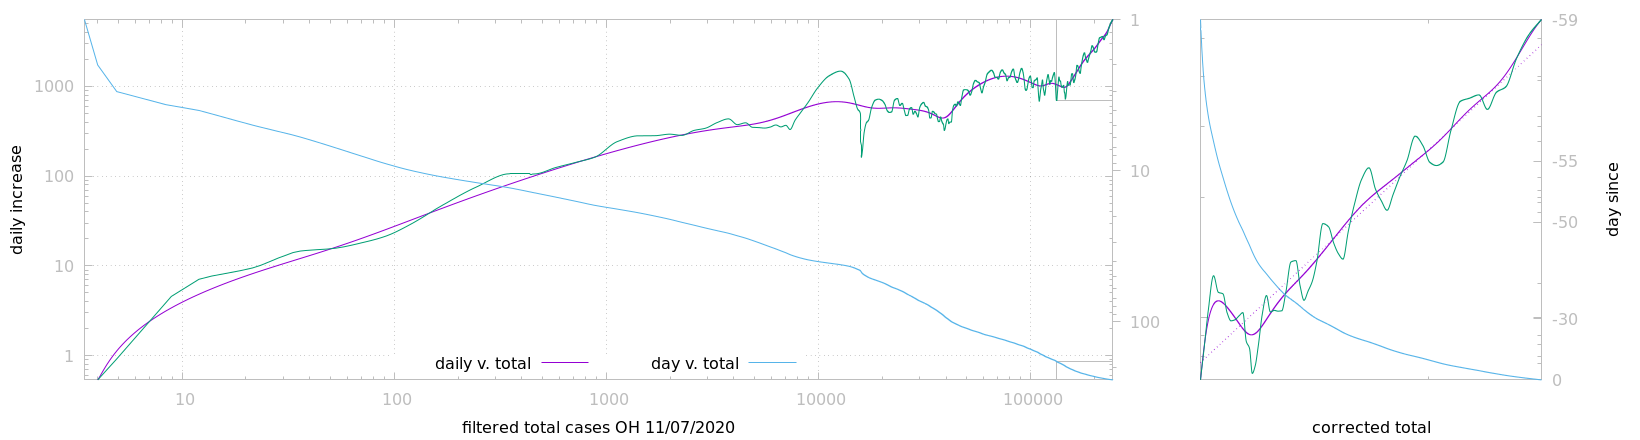 daily increase
1000
100
10
1
10
100
1000
10000
100000
filtered total cases OH 11/07/2020
daily v. total
day v. total
1
10
100
-59
-55
-50
-30
0
day since
corrected total